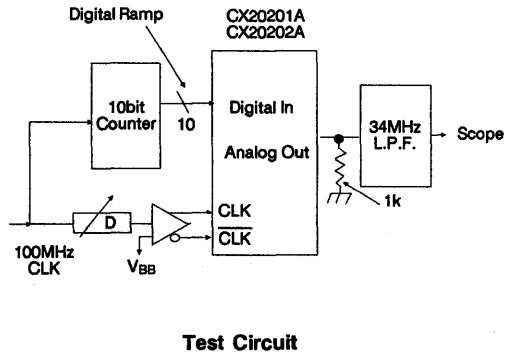 Digital Ramp
CX20201A
CX20202A
10bit
Counter
10
Digital In
Analog Out
34MHz
L.P.F.
Scope
1k
D
CLK
CLK
100MHz
CLK
VBB
Test Circuit